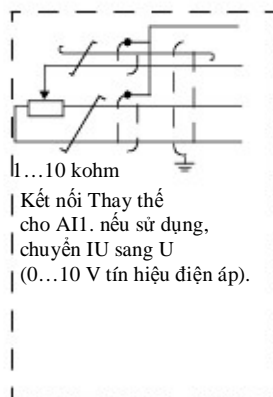 1…10 kohm
Kết nối Thay thế
cho AI1. nếu sử dụng,
chuyển IU sang U
(0…10 V tín hiệu điện áp).